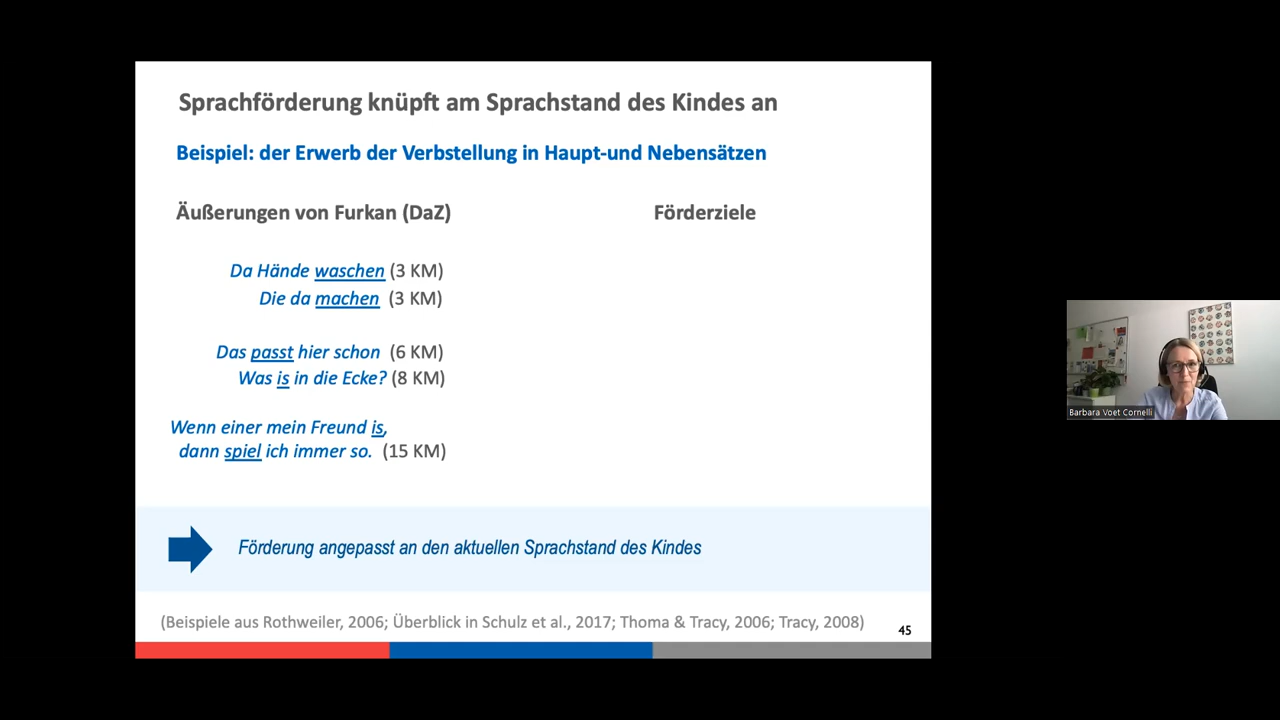 Sprachförderung knüpft am Sprachstand des Kindes an
Beispiel: der Erwerb der Verbstellung in Haupt-und Nebensätzen
Äußerungen von Furkan (DaZ)
Förderziele
Da Hände waschen (3 KM)
Die da machen (3 KM)
Das passt hier schon (6 KM)
Was is in die Ecke? (8 KM)
Wenn einer mein Freund is,
dann spiel ich immer so. (15 KM)
Förderung angepasst an den aktuellen Sprachstand des Kindes
(Beispiele aus Rothweiler, 2006; Überblick in Schulz et al., 2017; Thoma & Tracy, 2006; Tracy, 2008)
45
Barbara Voet Cornelli